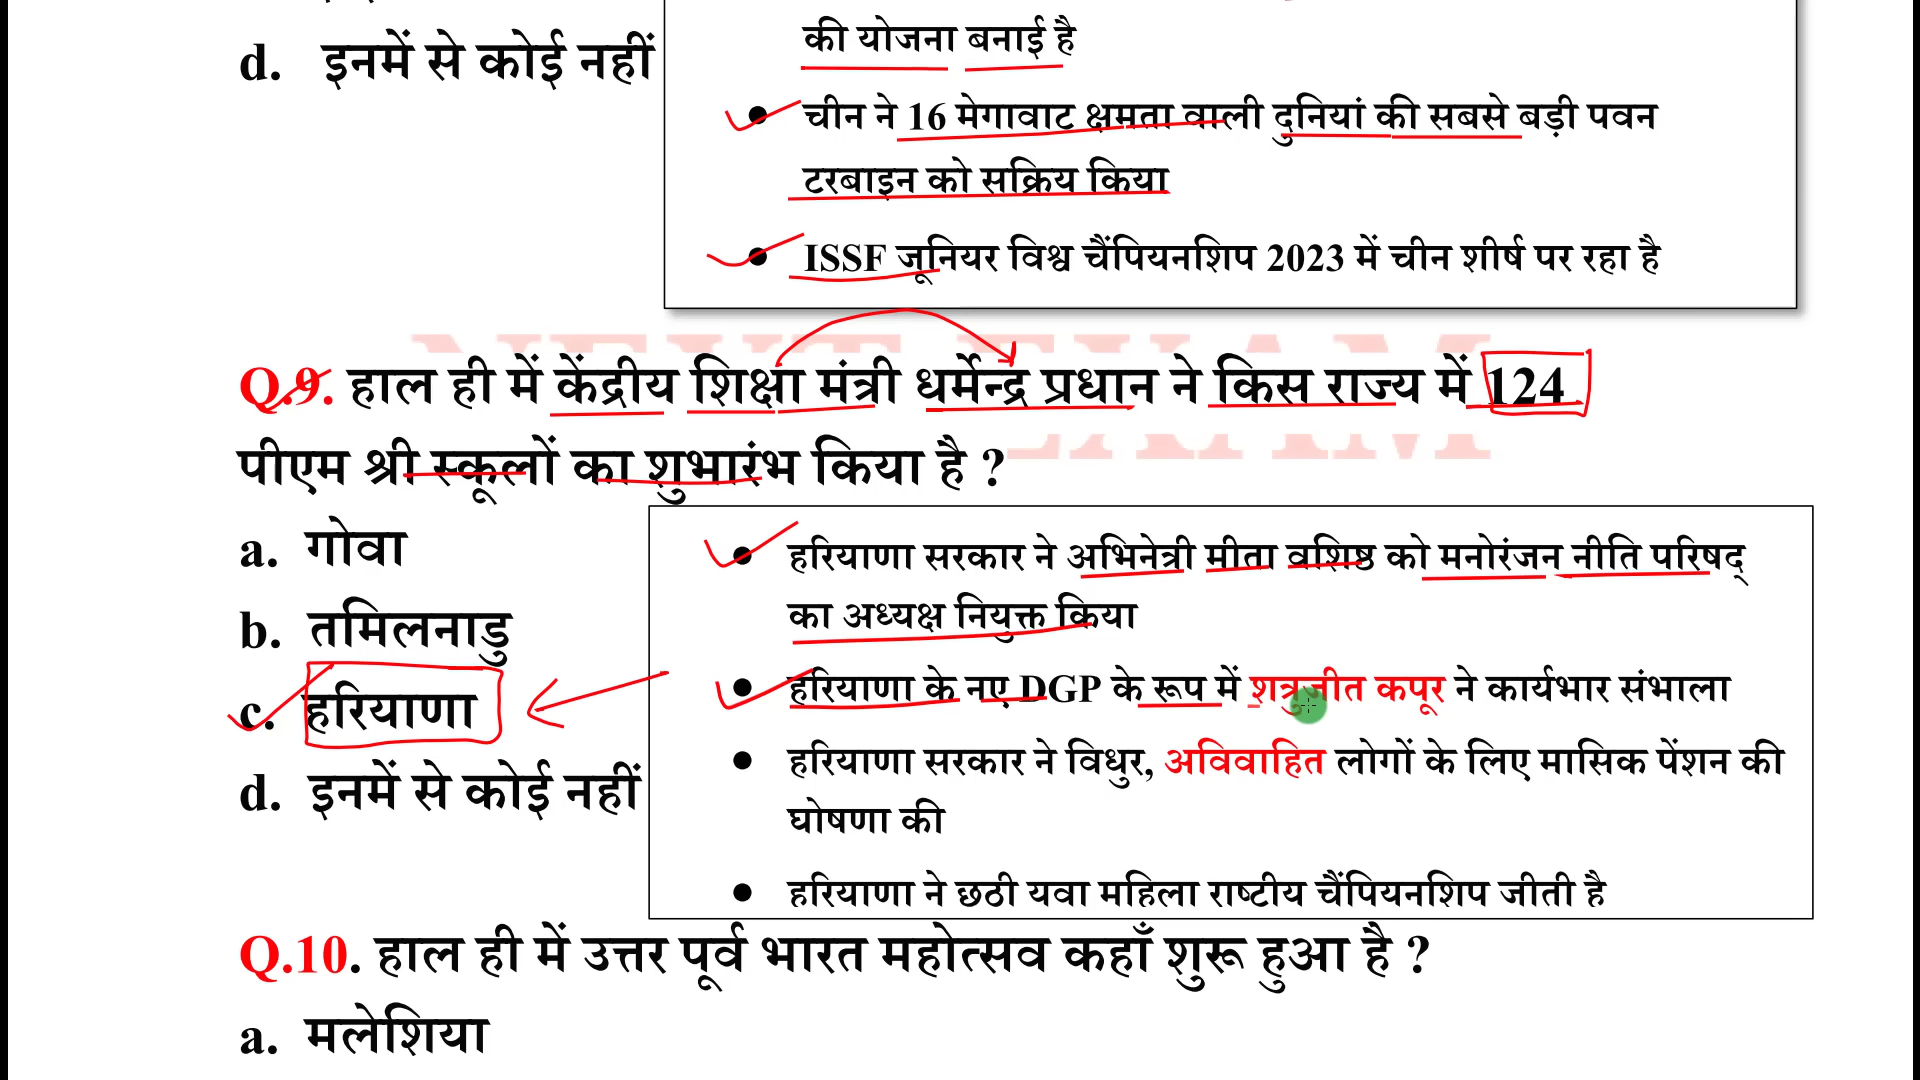 d. इनमें से कोई नहीं
की योजना बनाई है
● चीन ने 16 मेगावाट क्षमता वाली दुनियां की सबसे बड़ी पवन
टरबाइन को सक्रिय किया
● ISSF जूनियर विश्व चैंपियनशिप 2023 में चीन शीर्ष पर रहा है
NEXT EXAM
Q.9. हाल ही में केंद्रीय शिक्षा मंत्री धर्मेन्द्र प्रधान ने किस राज्य में 124
पीएम श्री स्कूलों का शुभारंभ किया है ?
a. गोवा
b. तमिलनाडु
c. हरियाणा
d. इनमें से कोई नहीं
● हरियाणा सरकार ने अभिनेत्री मीता वशिष्ठ को मनोरंजन नीति परिषद्
का अध्यक्ष नियुक्त किया
● हरियाणा के नए DGP के रूप में शत्रुजीत कपूर ने कार्यभार संभाला
● हरियाणा सरकार ने विधुर, अविवाहित लोगों के लिए मासिक पेंशन की
घोषणा की
● हरियाणा ने छठी युवा महिला राष्ट्रीय चैंपियनशिप जीती है
Q.10. हाल ही में उत्तर पूर्व भारत महोत्सव कहाँ शुरू हुआ है ?
a. मलेशिया